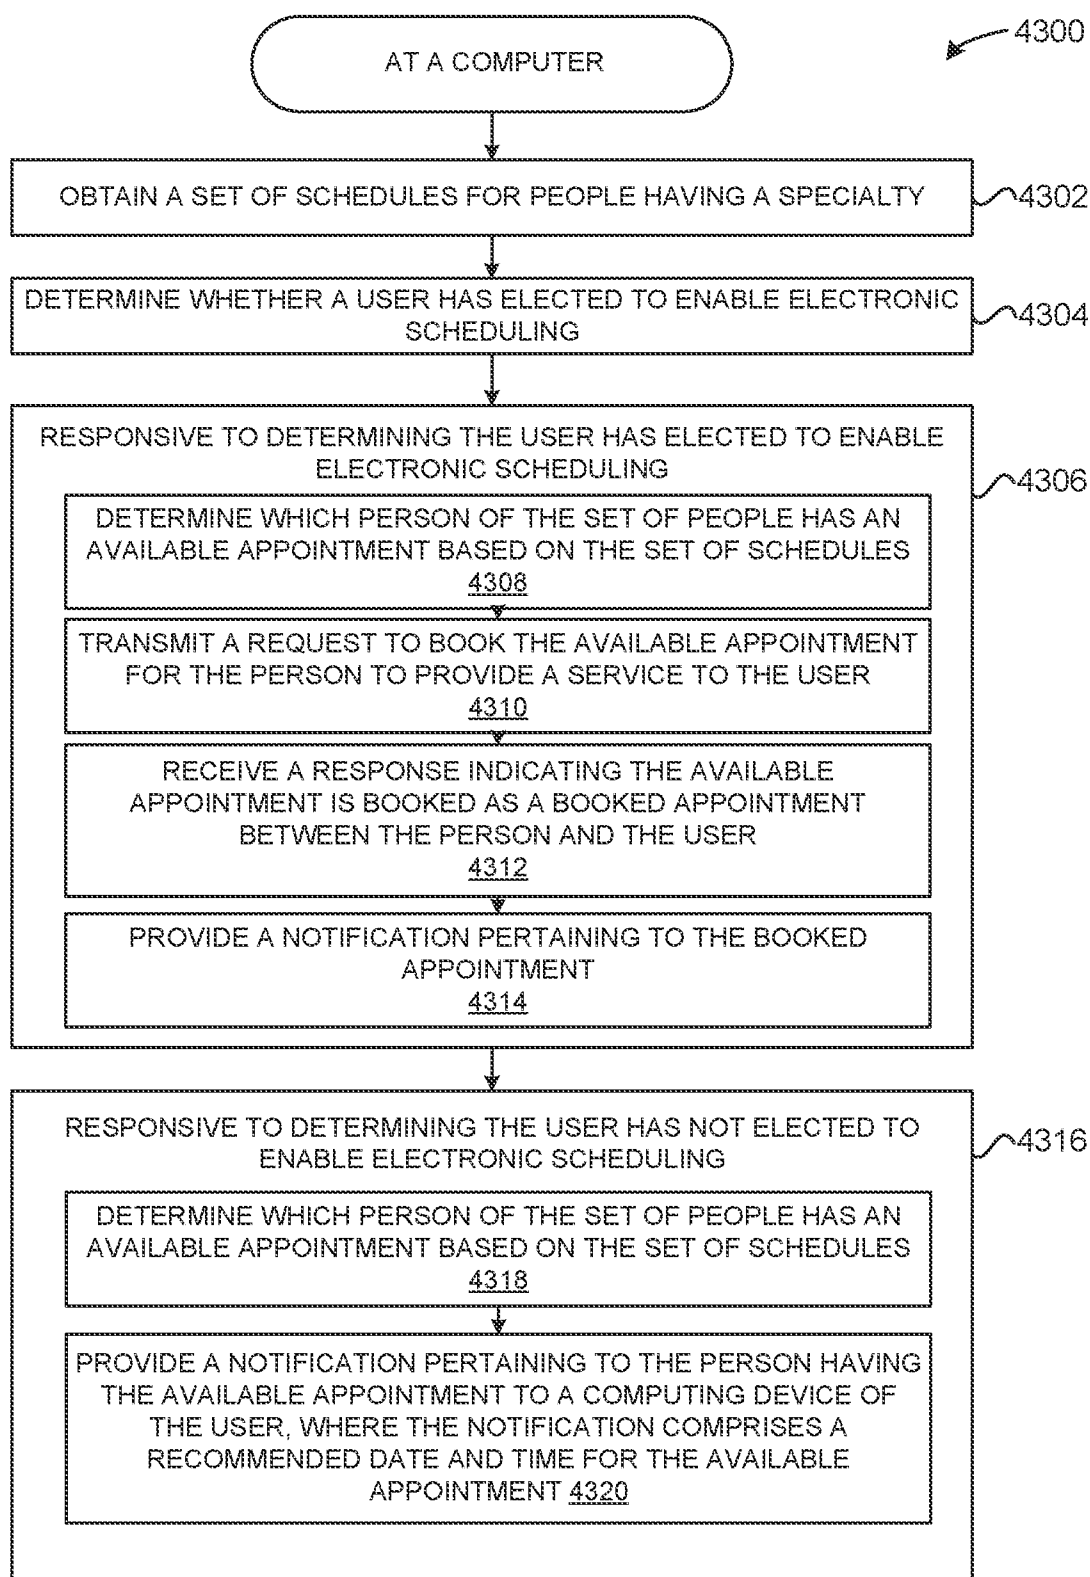 4300
AT A COMPUTER
OBTAIN A SET OF SCHEDULES FOR PEOPLE HAVING A SPECIALTY
4302
DETERMINE WHETHER A USER HAS ELECTED TO ENABLE ELECTRONIC
SCHEDULING
4304
RESPONSIVE TO DETERMINING THE USER HAS ELECTED TO ENABLE
ELECTRONIC SCHEDULING
4306
DETERMINE WHICH PERSON OF THE SET OF PEOPLE HAS AN
AVAILABLE APPOINTMENT BASED ON THE SET OF SCHEDULES
4308
TRANSMIT A REQUEST TO BOOK THE AVAILABLE APPOINTMENT
FOR THE PERSON TO PROVIDE A SERVICE TO THE USER
4310
RECEIVE A RESPONSE INDICATING THE AVAILABLE
APPOINTMENT IS BOOKED AS A BOOKED APPOINTMENT
BETWEEN THE PERSON AND THE USER
4312
PROVIDE A NOTIFICATION PERTAINING TO THE BOOKED
APPOINTMENT
4314
RESPONSIVE TO DETERMINING THE USER HAS NOT ELECTED TO
ENABLE ELECTRONIC SCHEDULING
4316
DETERMINE WHICH PERSON OF THE SET OF PEOPLE HAS AN
AVAILABLE APPOINTMENT BASED ON THE SET OF SCHEDULES
4318
PROVIDE A NOTIFICATION PERTAINING TO THE PERSON HAVING
THE AVAILABLE APPOINTMENT TO A COMPUTING DEVICE OF
THE USER, WHERE THE NOTIFICATION COMPRISES A
RECOMMENDED DATE AND TIME FOR THE AVAILABLE
APPOINTMENT 4320